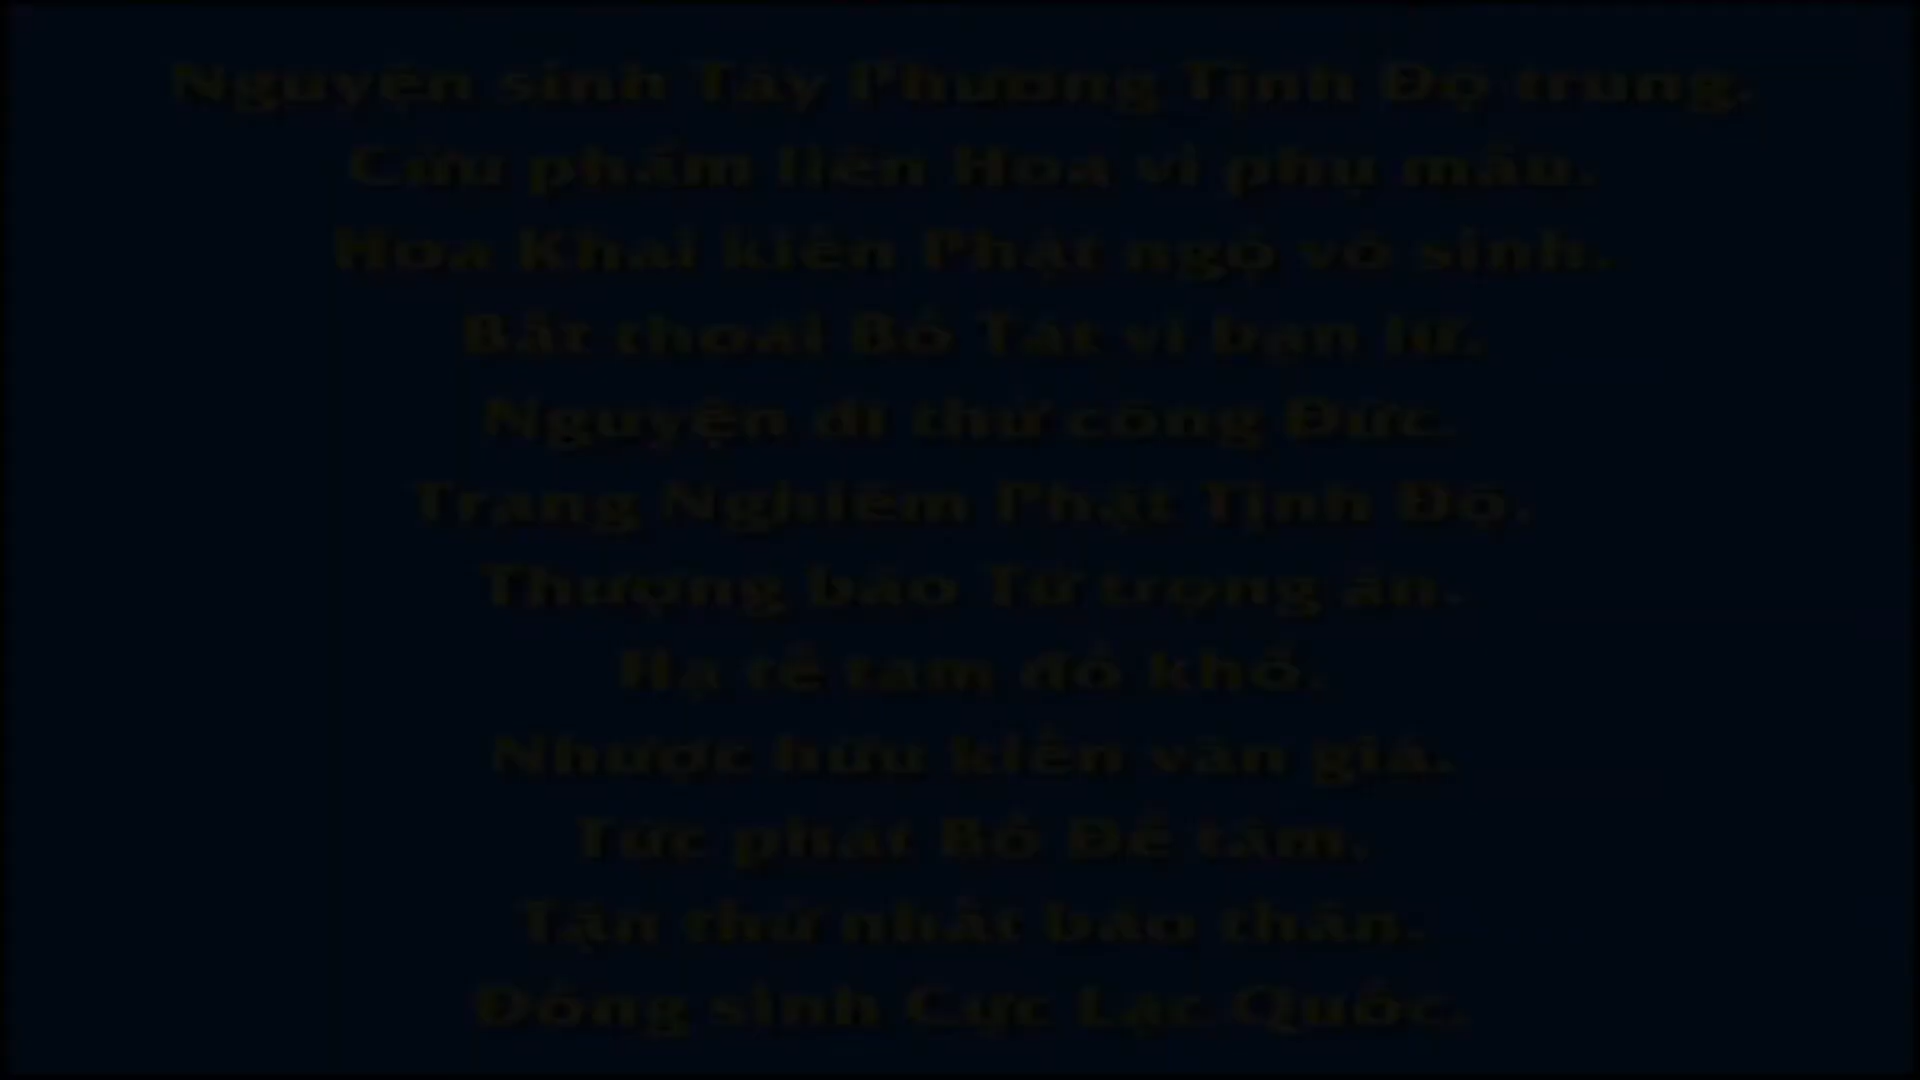 Nguyện sinh Tây Phương Tịnh Độ trung.
Cửu phẩm liên Hoa vi phụ mẫu.
Hoa Khai kiến Phật ngộ vô sinh.
Bất thoái Bồ Tát vi bạn lữ.
Nguyện dĩ thử công Đức.
Trang Nghiêm Phật Tịnh Độ.
Thượng báo Tứ trọng ân.
Hạ tế tam đồ khổ.
Nhược hữu kiến văn giả.
Tức phát Bồ Đề tâm.
Tận thử nhất báo thân.
Đồng sinh Cực Lạc Quốc.